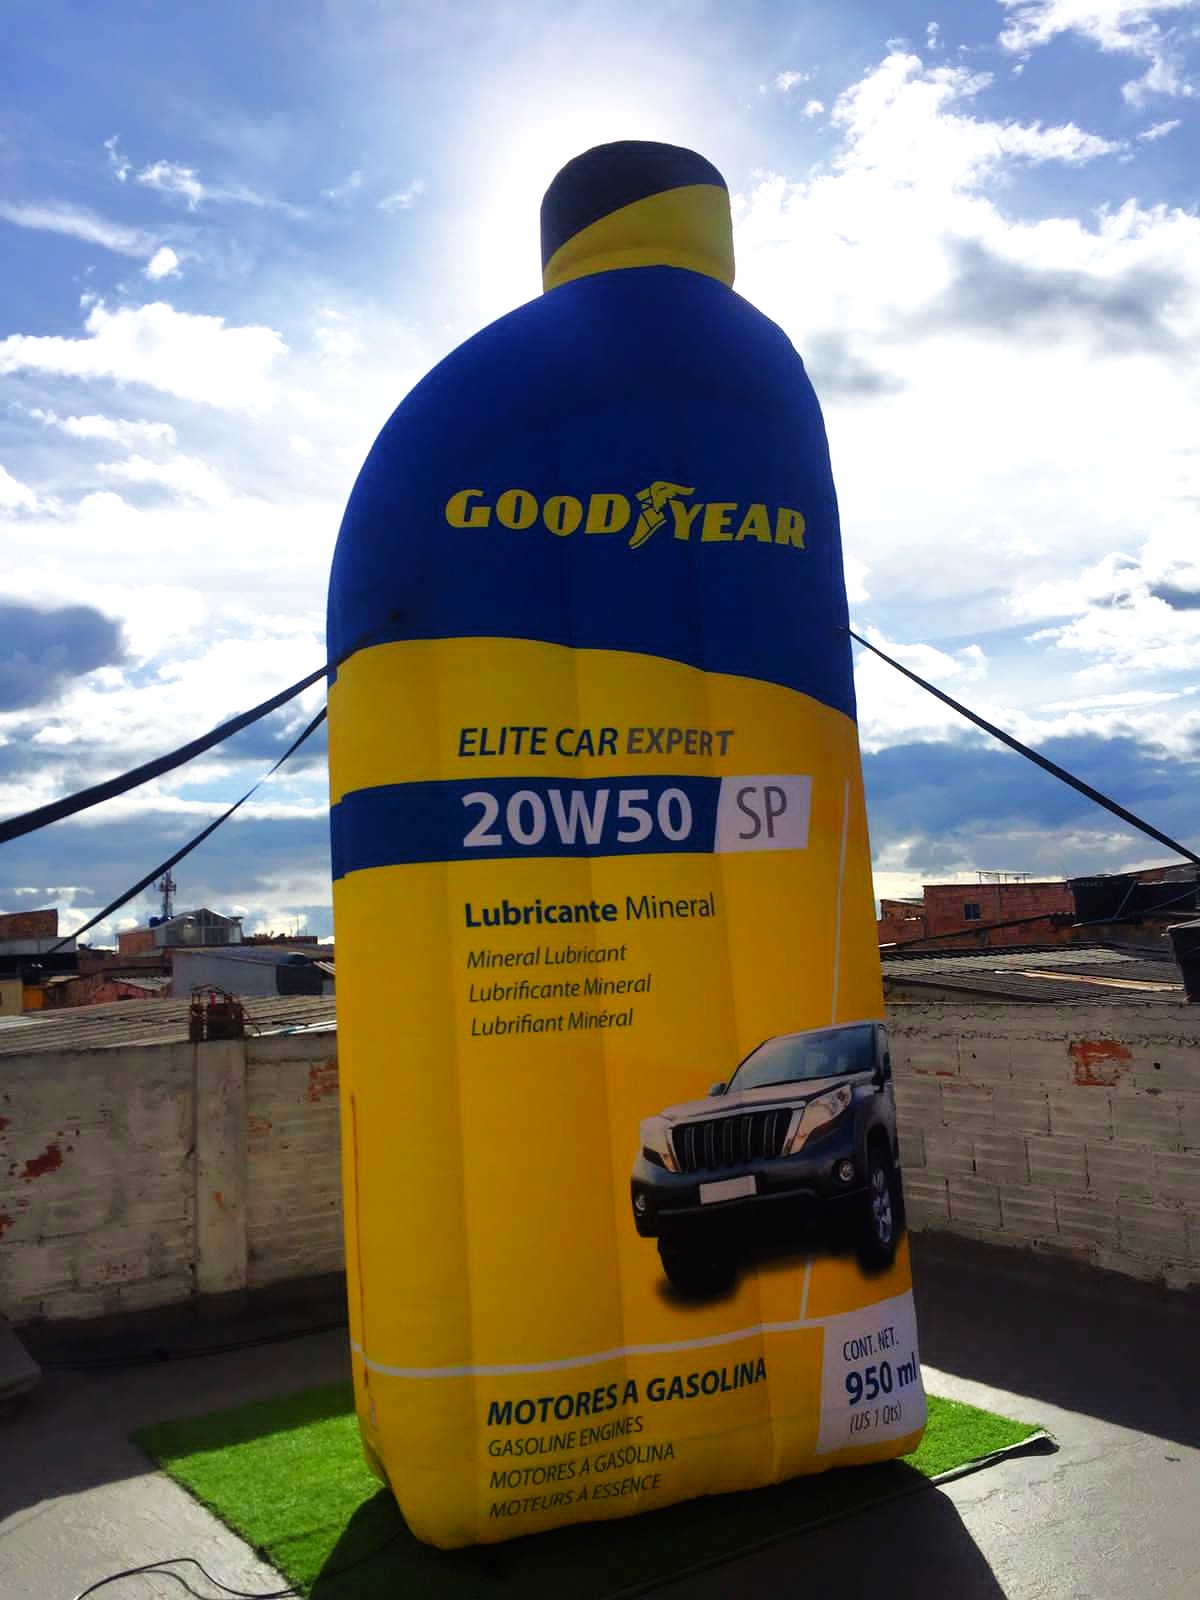 GOODYEAR
ELITE CAR EXPERT
20W50 SP
Lubricante Mineral
Mineral Lubricant
Lubrificante Mineral
Lubrifiant Minéral
MOTORES A GASOLINA
GASOLINE ENGINES
MOTORES A GASOLINA
MOTEURS À ESSENCE
CONT. NET.
950 ml
(US 1 Qts)